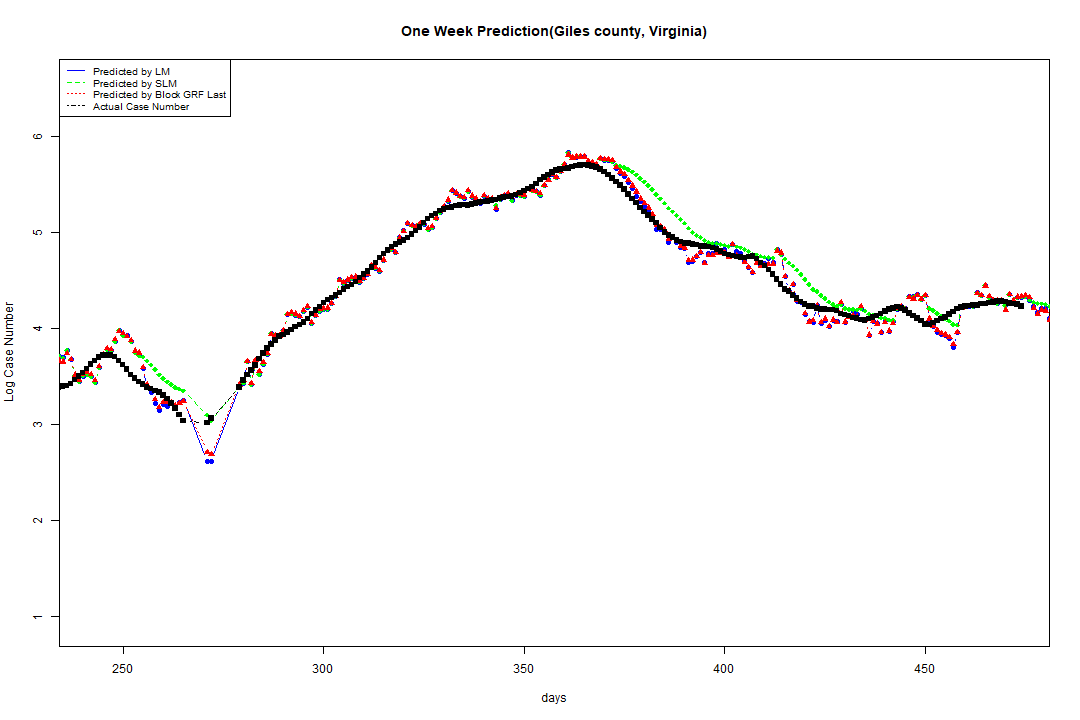 One Week Prediction(Giles county, Virginia)
Predicted by LM
Predicted by SLM
Predicted by Block GRF Last
Actual Case Number
6
5
4
3
2
1
Log Case Number
250 300 350 400 450
days